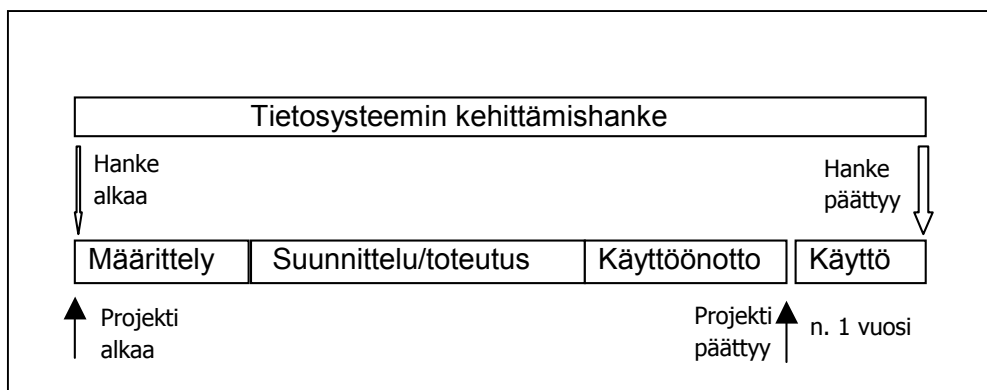 Tietosysteemin kehittämishanke
Hanke
alkaa
Hanke
päättyy
Määrittely
Suunnittelu/toteutus
Käyttöönotto
Käyttö
Projekti
alkaa
Projekti
päättyy
n. 1 vuosi